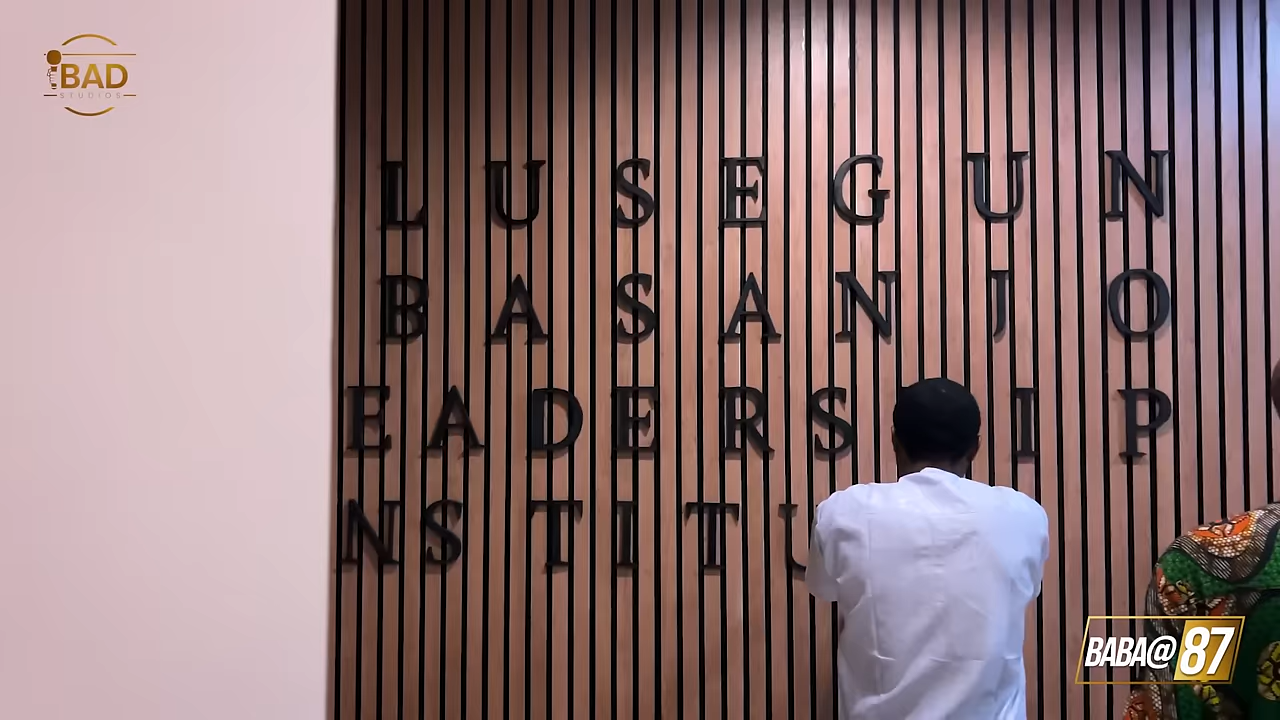 BAD
STUDIOS
LUSEGUN
BASANJO
EADERS IP
NSTITU
BABA@87